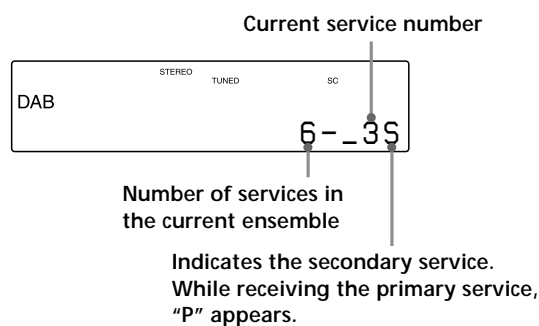 Current service number
STEREO TUNED SC
DAB
6-_3S
Number of services in
the current ensemble
Indicates the secondary service.
While receiving the primary service,
“P” appears.